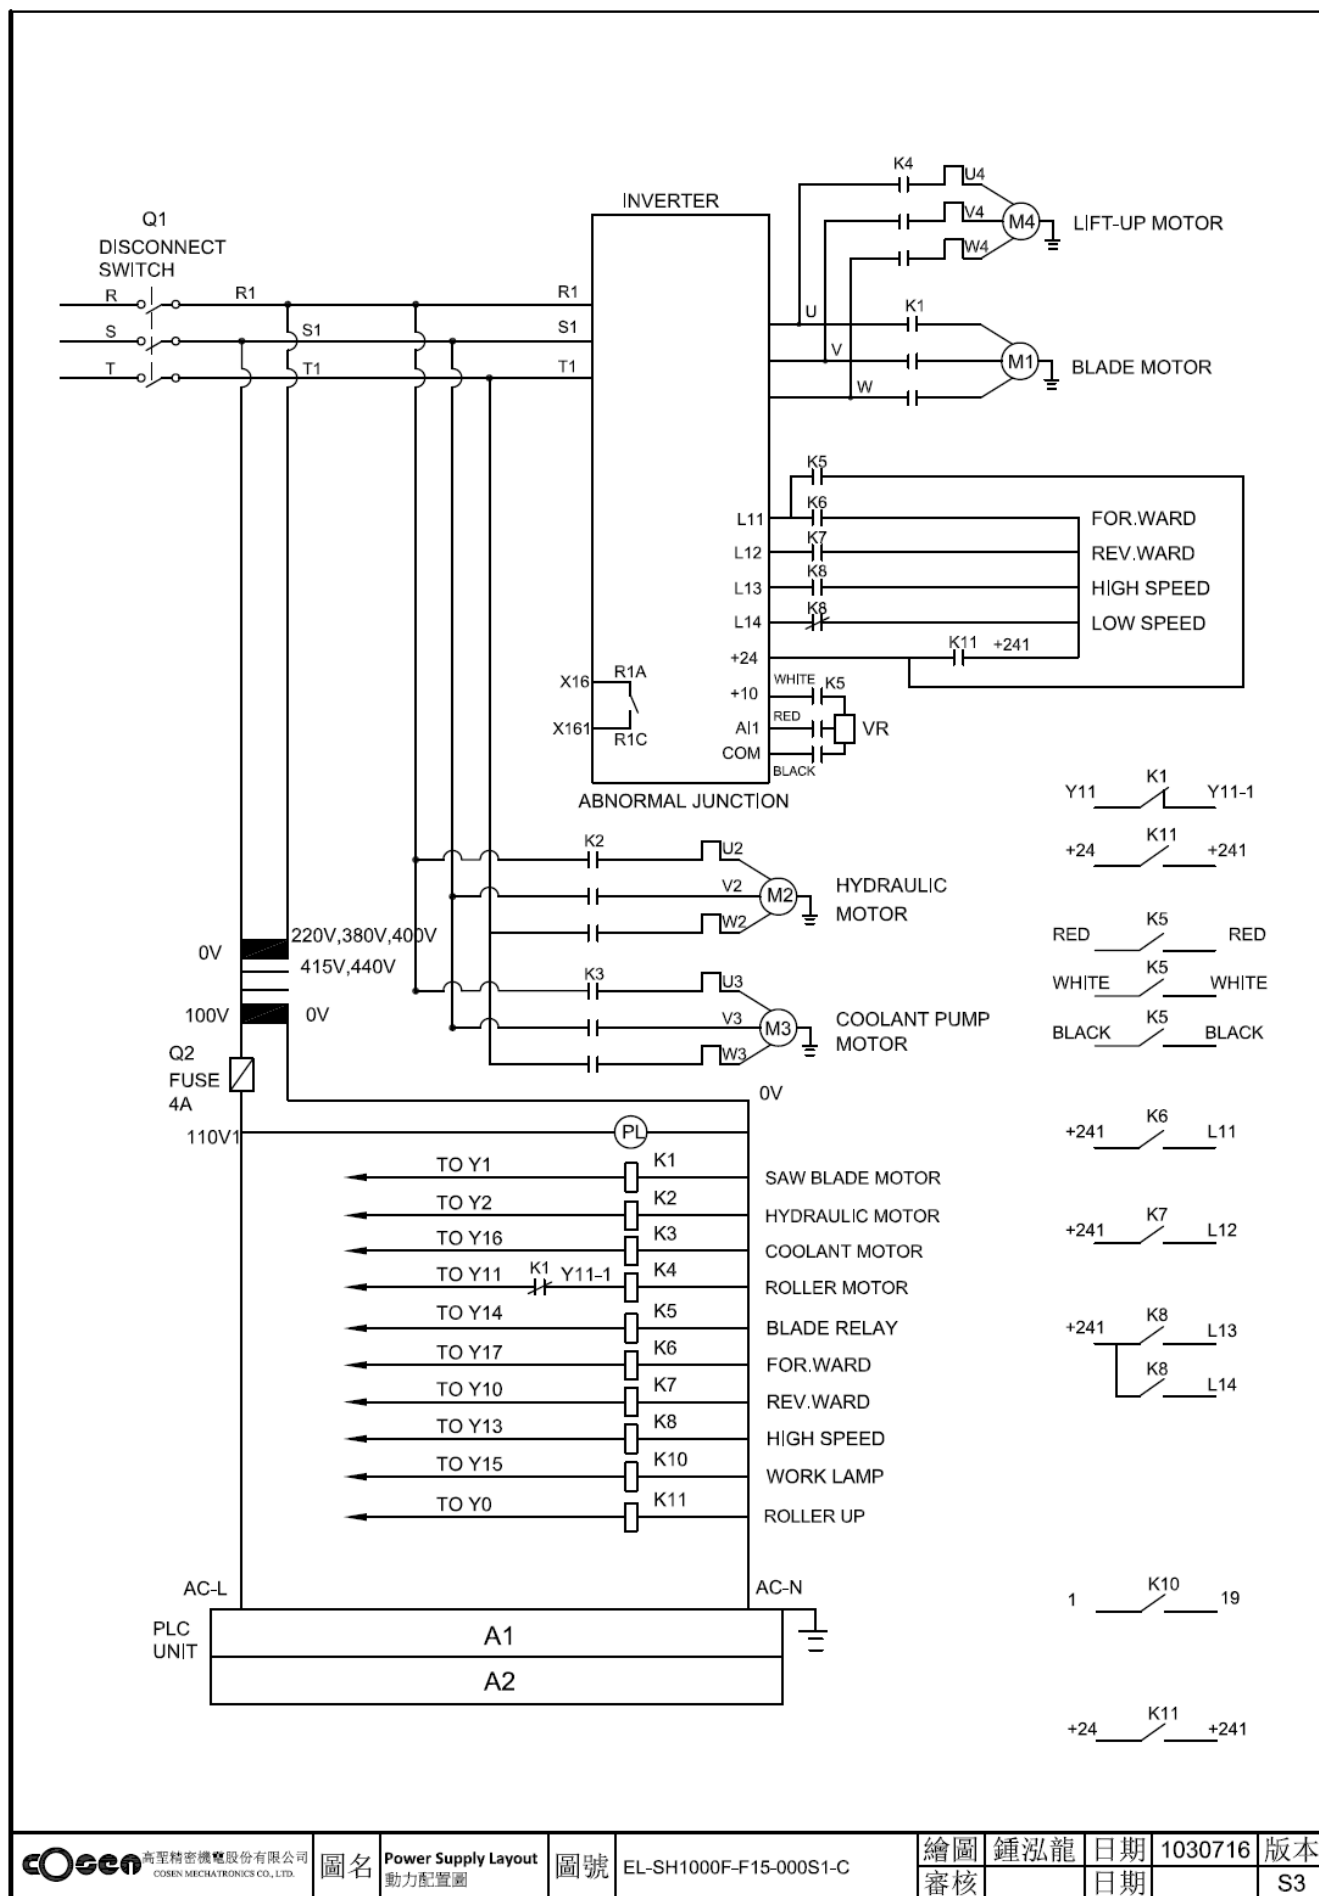 Q1
DISCONNECT
SWITCH
R
R1
S
S1
T
T1
INVERTER
R1
S1
T1
K4
U4
V4
W4
M4
LIFT-UP MOTOR
U
K1
V
W
M1
BLADE MOTOR
K5
L11
K6
FOR.WARD
L12
K7
REV.WARD
L13
K8
HIGH SPEED
L14
K8
LOW SPEED
+24
K11
+241
X16
R1A
X161
R1C
+10
WHITE
K5
AI1
RED
VR
COM
BLACK
ABNORMAL JUNCTION
K2
U2
V2
W2
M2
HYDRAULIC
MOTOR
K3
U3
V3
W3
M3
COOLANT PUMP
MOTOR
0V
220V,380V,400V
415V,440V
100V
0V
Q2
FUSE
4A
0V
110V1
PL
TO Y1
K1
SAW BLADE MOTOR
TO Y2
K2
HYDRAULIC MOTOR
TO Y16
K3
COOLANT MOTOR
TO Y11
K1
Y11-1
K4
ROLLER MOTOR
TO Y14
K5
BLADE RELAY
TO Y17
K6
FOR.WARD
TO Y10
K7
REV.WARD
TO Y13
K8
HIGH SPEED
TO Y15
K10
WORK LAMP
TO Y0
K11
ROLLER UP
AC-L
AC-N
PLC
UNIT
A1
A2
Y11
K1
Y11-1
+24
K11
+241
RED
K5
RED
WHITE
K5
WHITE
BLACK
K5
BLACK
+241
K6
L11
+241
K7
L12
+241
K8
L13
K8
L14
1
K10
19
+24
K11
+241
cosen
高聖精密機電股份有限公司
COSEN MECHATRONICS CO., LTD.
圖名
Power Supply Layout
動力配置圖
圖號
EL-SH1000F-F15-000S1-C
繪圖
鍾泓龍
日期
1030716
版本
審核
日期
S3